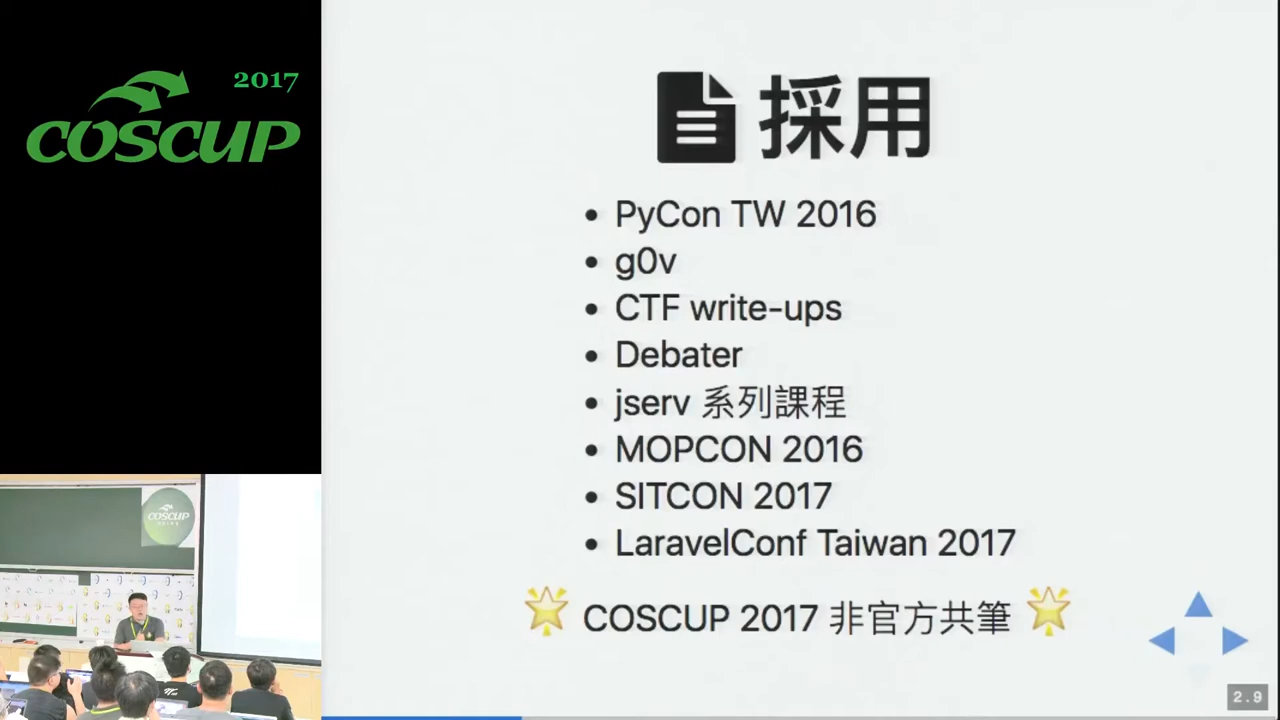 2017
COSCUP
採用
PyCon TW 2016
g0v
CTF write-ups
Debater
jserv 系列課程
MOPCON 2016
SITCON 2017
LaravelConf Taiwan 2017
COSCUP 2017 非官方共筆
2.9
COSCUP